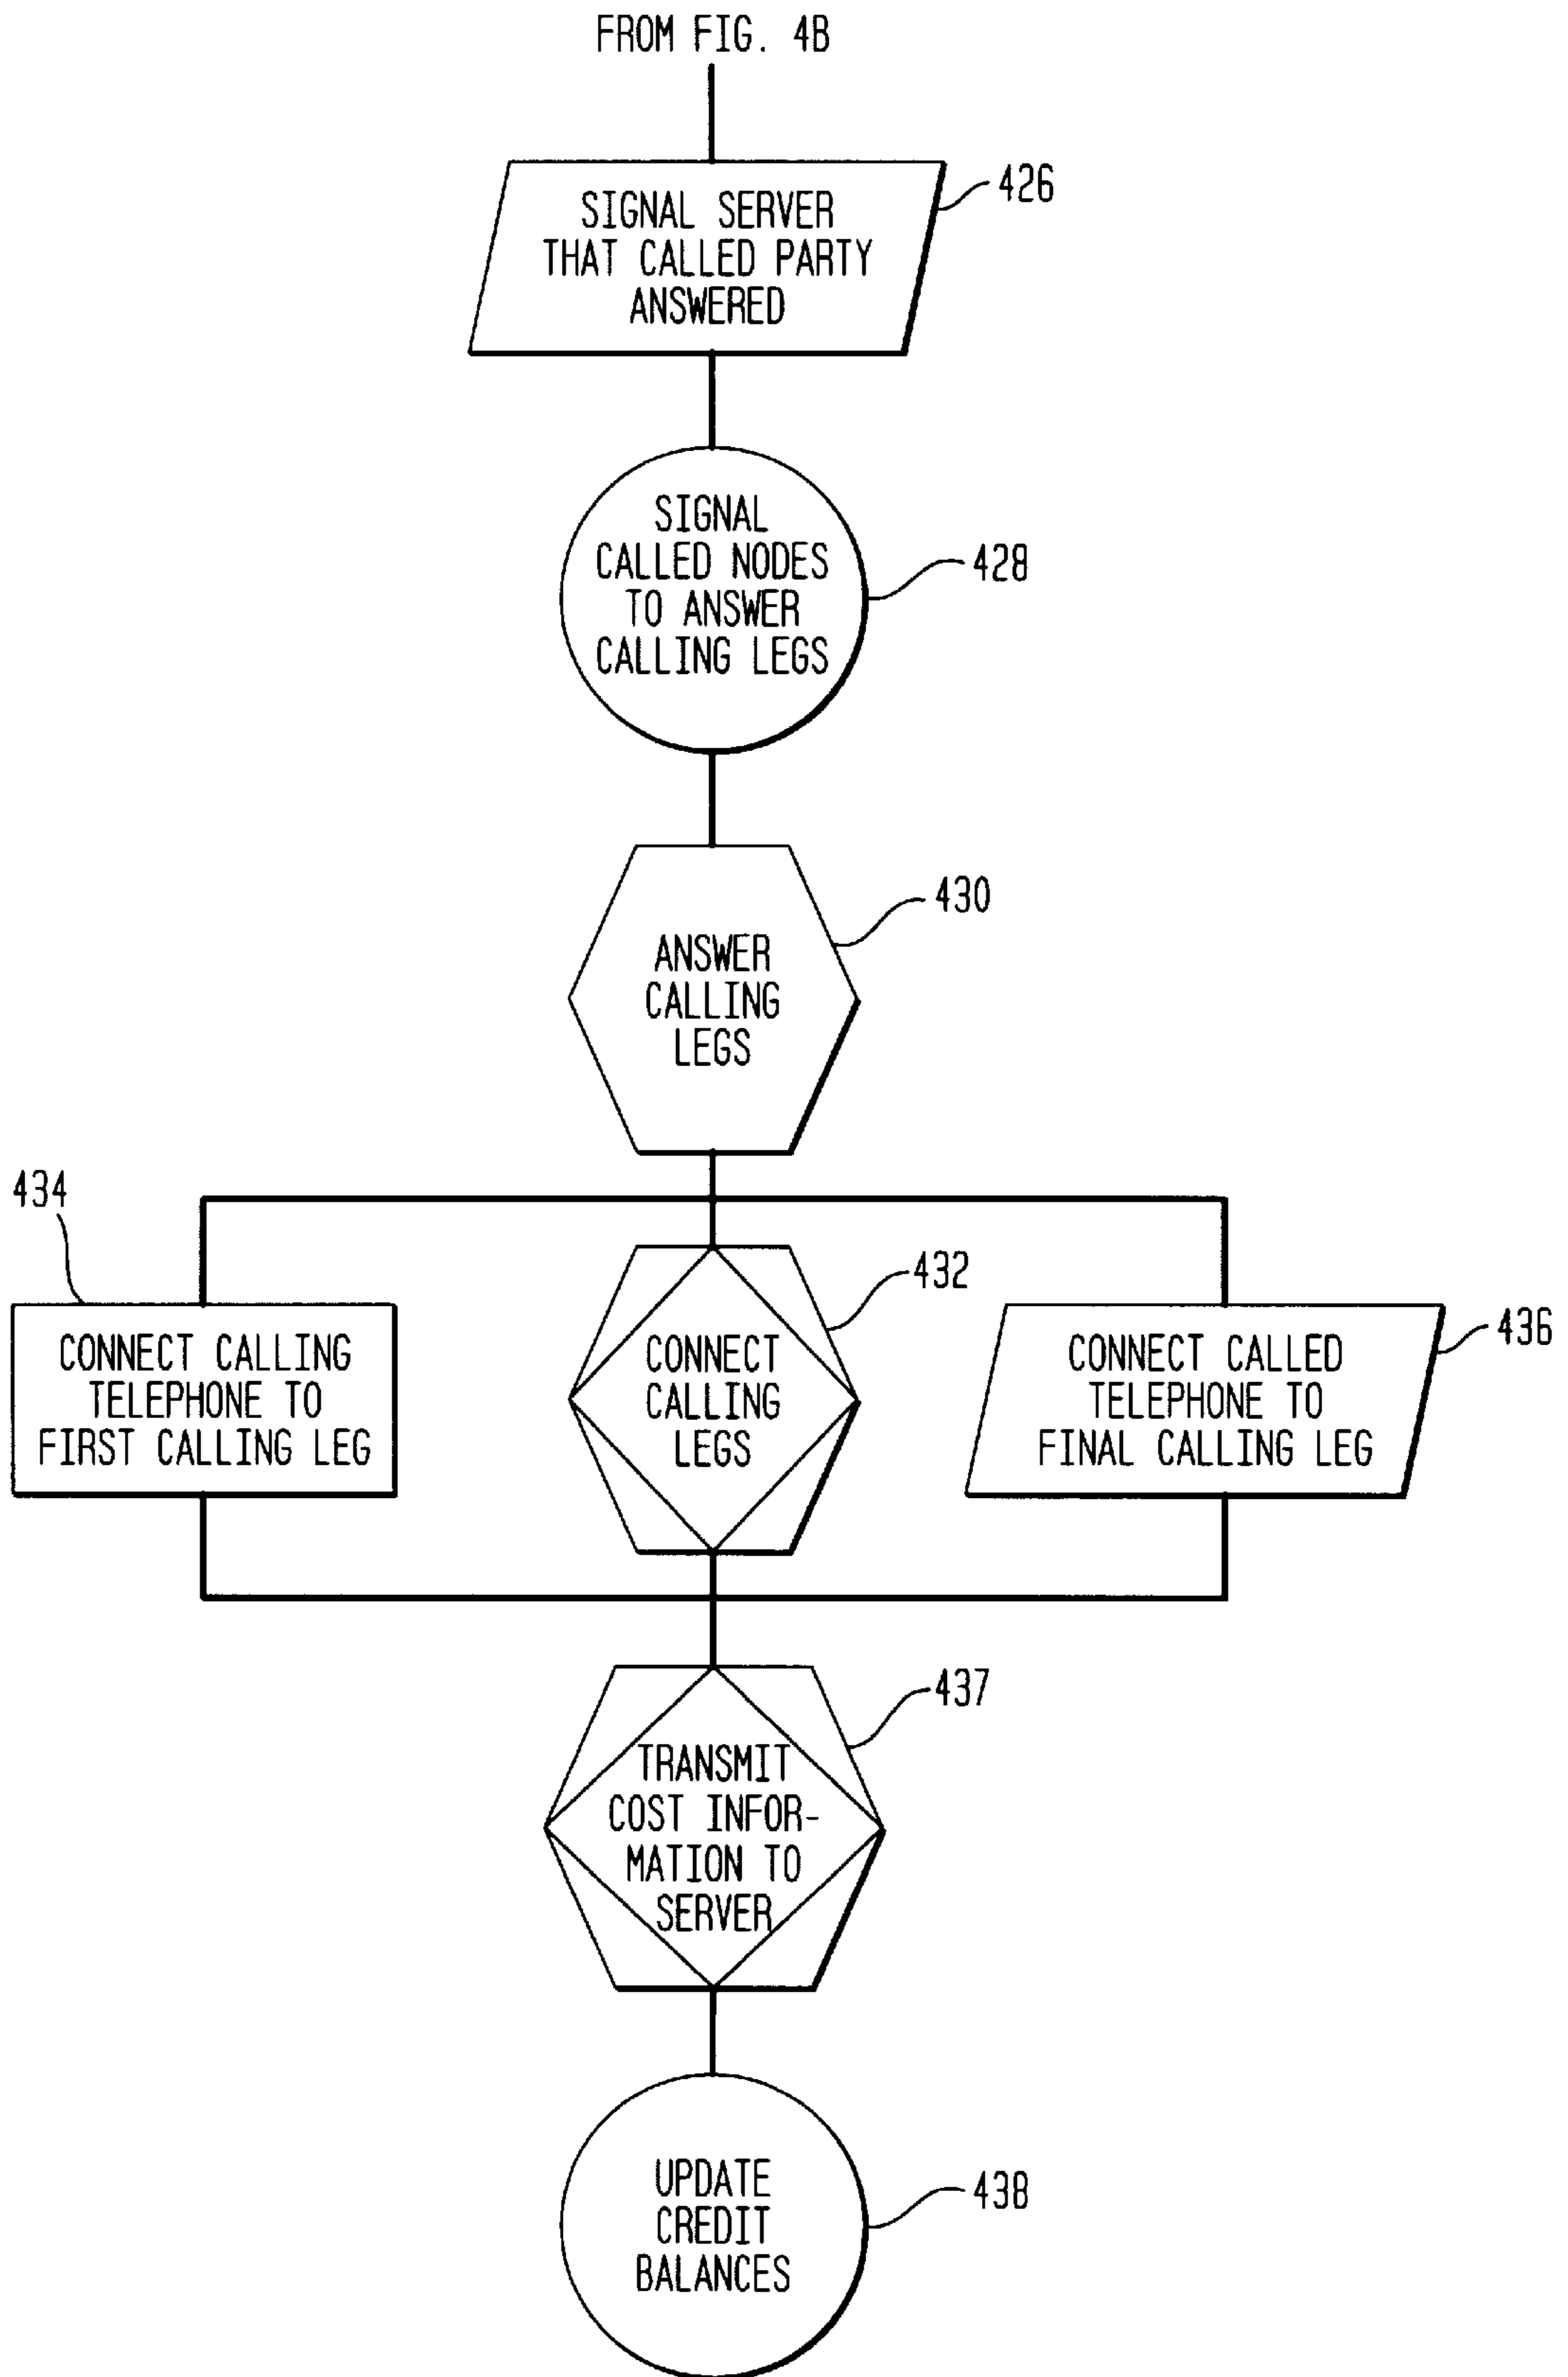 FROM FIG. 4B
SIGNAL SERVER
THAT CALLED PARTY
ANSWERED
426
SIGNAL
CALLED NODES
TO ANSWER
CALLING LEGS
428
ANSWER
CALLING
LEGS
430
434
CONNECT CALLING
TELEPHONE TO
FIRST CALLING LEG
432
CONNECT
CALLING
LEGS
436
CONNECT CALLED
TELEPHONE TO
FINAL CALLING LEG
437
TRANSMIT
COST INFOR-
MATION TO
SERVER
438
UPDATE
CREDIT
BALANCES